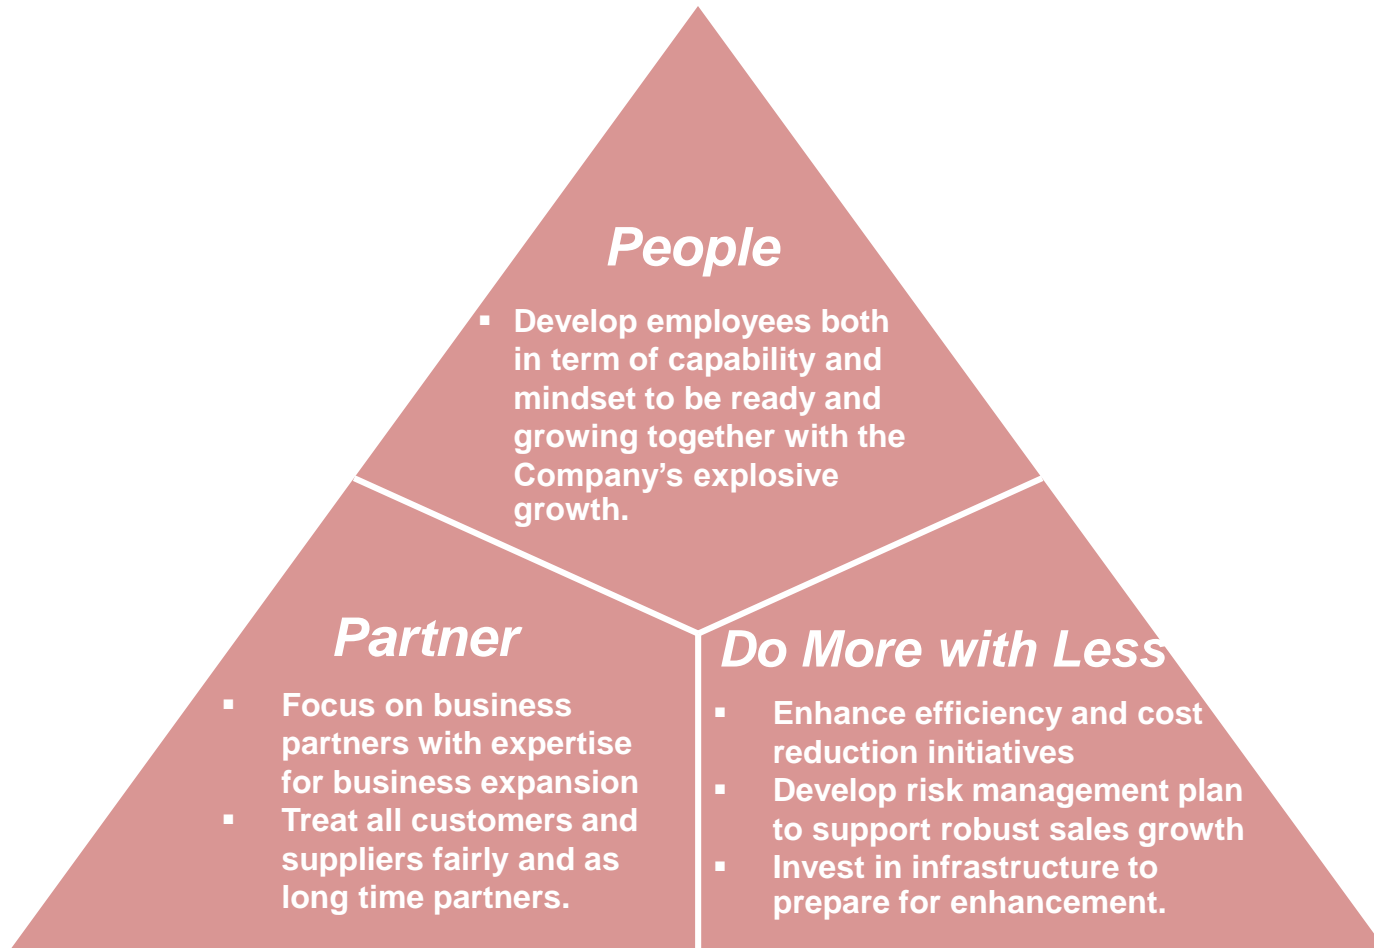 People
▪ Develop employees both
in term of capability and
mindset to be ready and
growing together with the
Company’s explosive
growth.
Partner
▪ Focus on business
partners with expertise
for business expansion
▪ Treat all customers and
suppliers fairly and as
long time partners.
Do More with Less
▪ Enhance efficiency and cost
reduction initiatives
▪ Develop risk management plan
to support robust sales growth
▪ Invest in infrastructure to
prepare for enhancement.